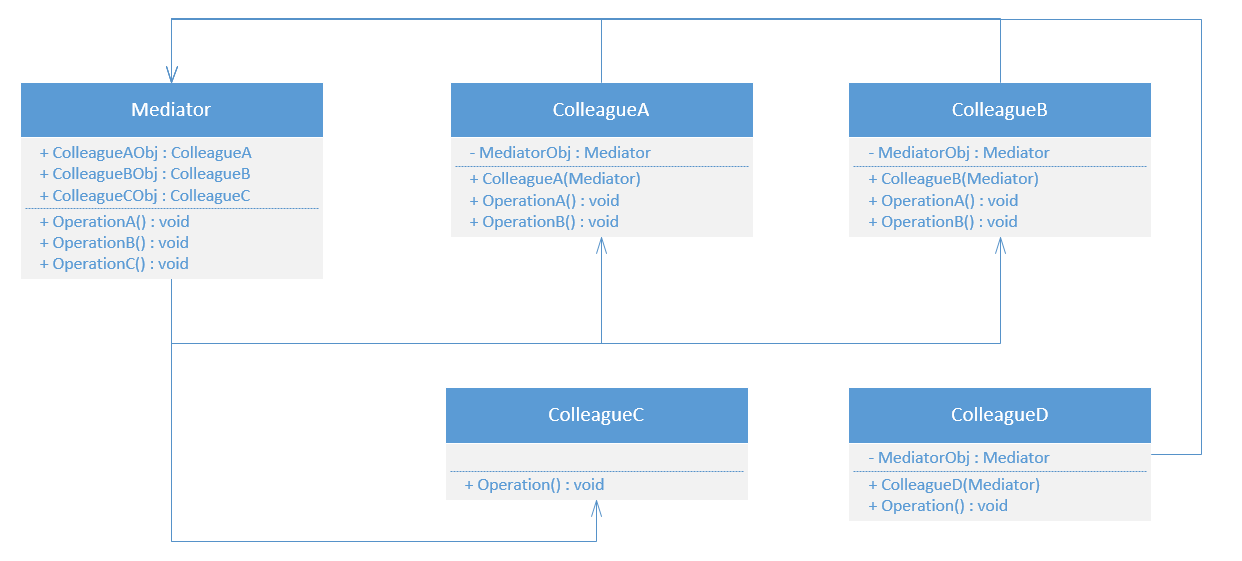 Mediator
+ ColleagueAObj : ColleagueA
+ ColleagueBObj : ColleagueB
+ ColleagueCObj : ColleagueC
+ OperationA() : void
+ OperationB() : void
+ OperationC() : void
ColleagueA
- MediatorObj : Mediator
+ ColleagueA(Mediator)
+ OperationA() : void
+ OperationB() : void
ColleagueB
- MediatorObj : Mediator
+ ColleagueB(Mediator)
+ OperationA() : void
+ OperationB() : void
ColleagueC
+ Operation() : void
ColleagueD
- MediatorObj : Mediator
+ ColleagueD(Mediator)
+ Operation() : void